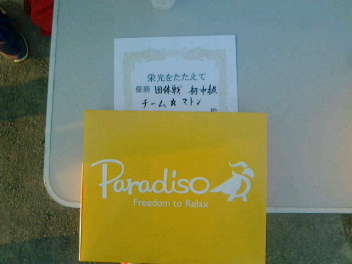 栄光をたたえて
優勝 団体戦 初中級
チーム☆マトン
殿
Paradiso
Freedom to Relax